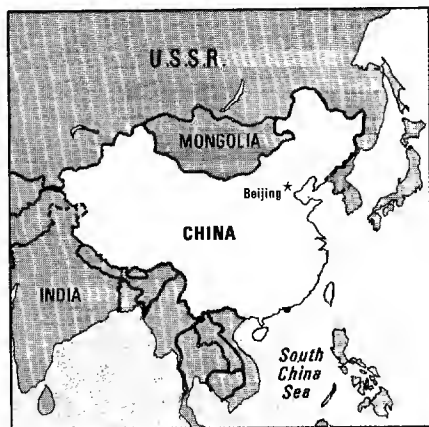 U.S.S.R.
MONGOLIA
Beijing
CHINA
INDIA
South
China
Sea